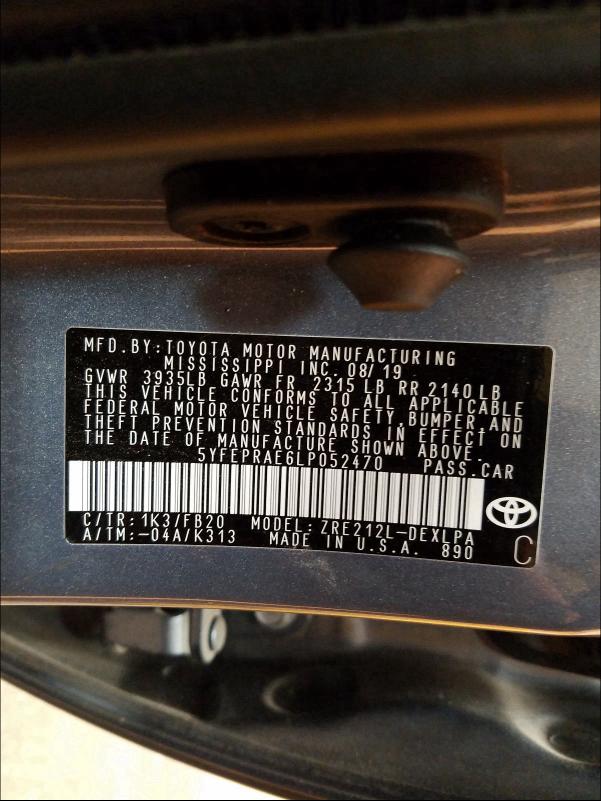 MFD.BY:TOYOTA MOTOR MANUFACTURING
MISSISSIPPI INC. 08/19
GVWR 3935LB GAWR FR 2315 LB RR 2140 LB
THIS VEHICLE CONFORMS TO ALL APPLICABLE
FEDERAL MOTOR VEHICLE SAFETY,BUMPER,AND
THEFT PREVENTION STANDARDS IN EFFECT ON
THE DATE OF MANUFACTURE SHOWN ABOVE.
5YFEPRAE6LP052470 PASS.CAR
C/TR:1K3/FB20 MODEL:ZRE212L-DEXLPA
A/TM:-04A/K313 MADE IN U.S.A. 890
C